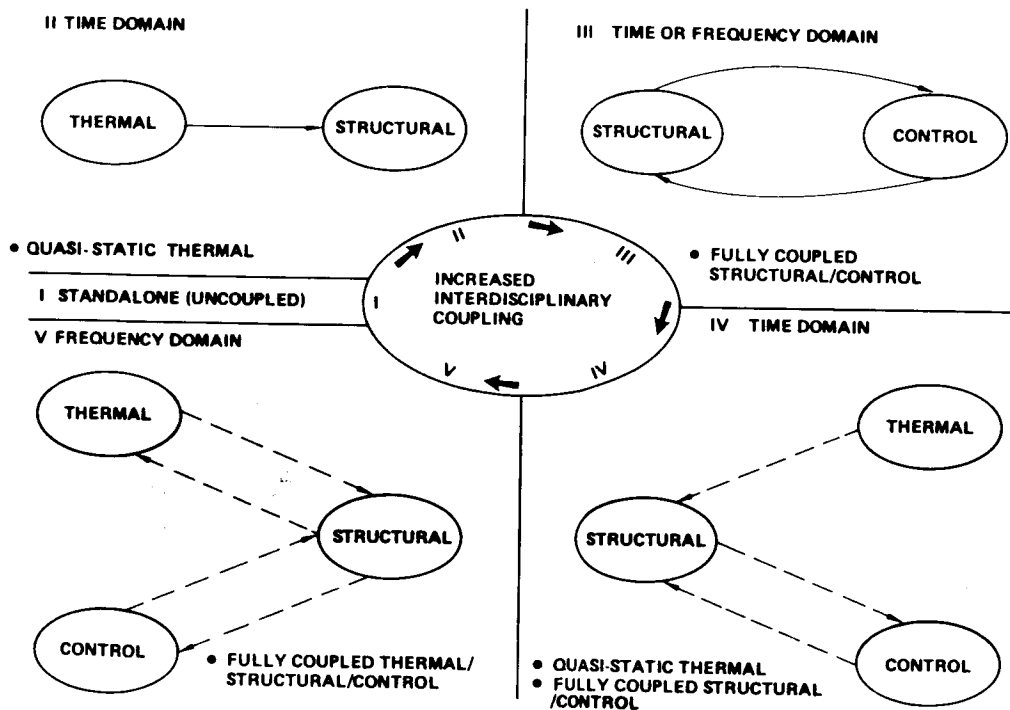 II TIME DOMAIN
THERMAL
STRUCTURAL
• QUASI-STATIC THERMAL
III TIME OR FREQUENCY DOMAIN
STRUCTURAL
CONTROL
• FULLY COUPLED
STRUCTURAL/CONTROL
I STANDALONE (UNCOUPLED)
I
II
III
IV
V
INCREASED
INTERDISCIPLINARY
COUPLING
V FREQUENCY DOMAIN
THERMAL
STRUCTURAL
CONTROL
• FULLY COUPLED THERMAL/
STRUCTURAL/CONTROL
IV TIME DOMAIN
THERMAL
STRUCTURAL
CONTROL
• QUASI-STATIC THERMAL
• FULLY COUPLED STRUCTURAL
/CONTROL